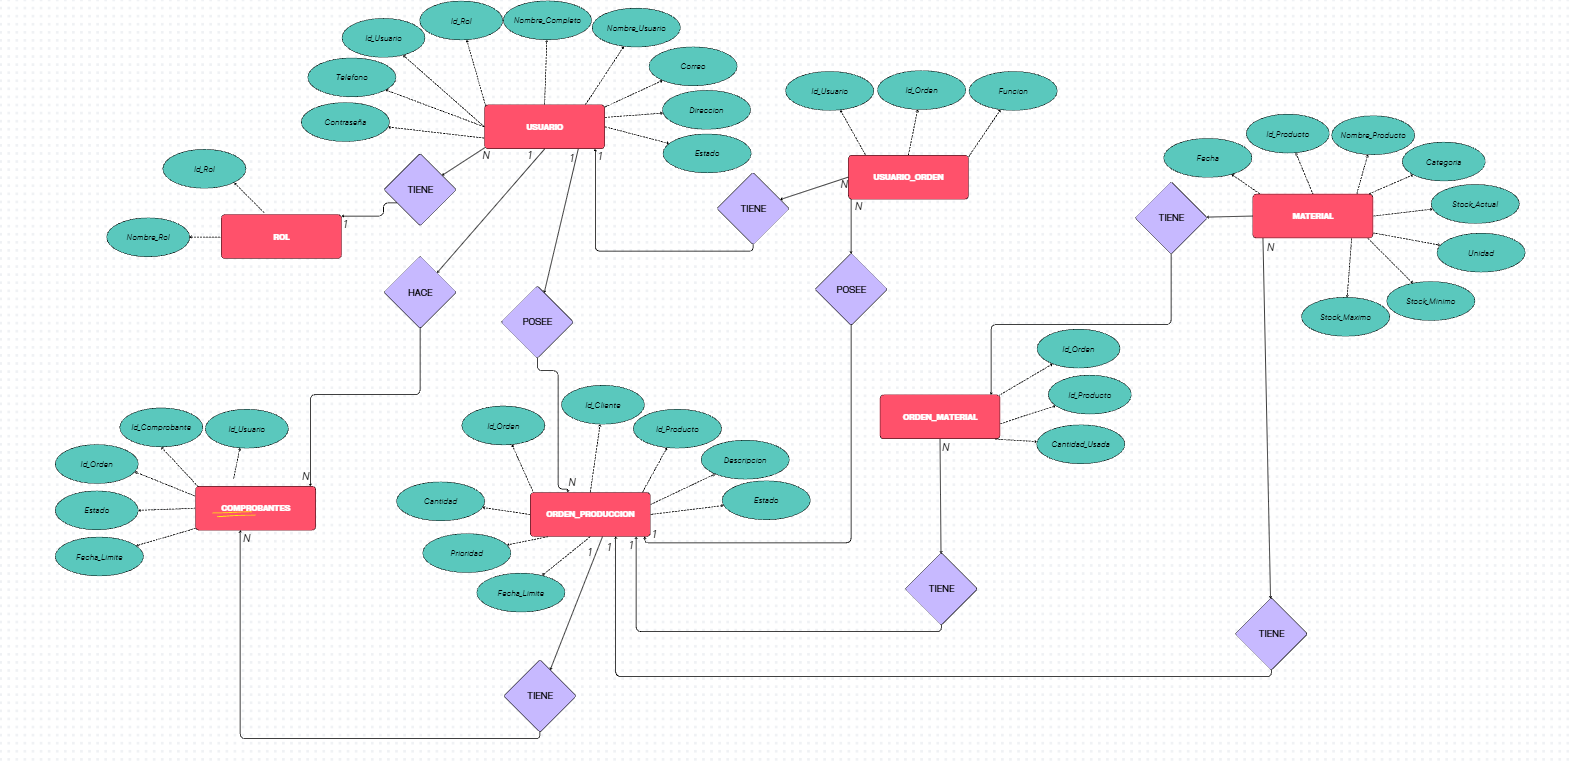 Id_Rol
Nombre_Completo
Nombre_Usuario
Id_Usuario
Correo
Telefono
Direccion
Contraseña
Estado
USUARIO
N
1
1
1
Id_Usuario
Id_Orden
Funcion
USUARIO_ORDEN
N
N
Fecha
Id_Producto
Nombre_Producto
Categoria
Stock_Actual
Unidad
Stock_Minimo
Stock_Maximo
MATERIAL
N
Id_Rol
Nombre_Rol
ROL
1
TIENE
TIENE
TIENE
HACE
POSEE
POSEE
Id_Orden
Id_Producto
Cantidad_Usada
ORDEN_MATERIAL
N
Id_Comprobante
Id_Usuario
Id_Orden
Estado
Fecha_Limite
COMPROBANTES
N
N
Id_Orden
Id_Cliente
Id_Producto
Descripcion
Estado
Cantidad
Prioridad
Fecha_Limite
ORDEN_PRODUCCION
N
1
1
1
1
TIENE
TIENE
TIENE